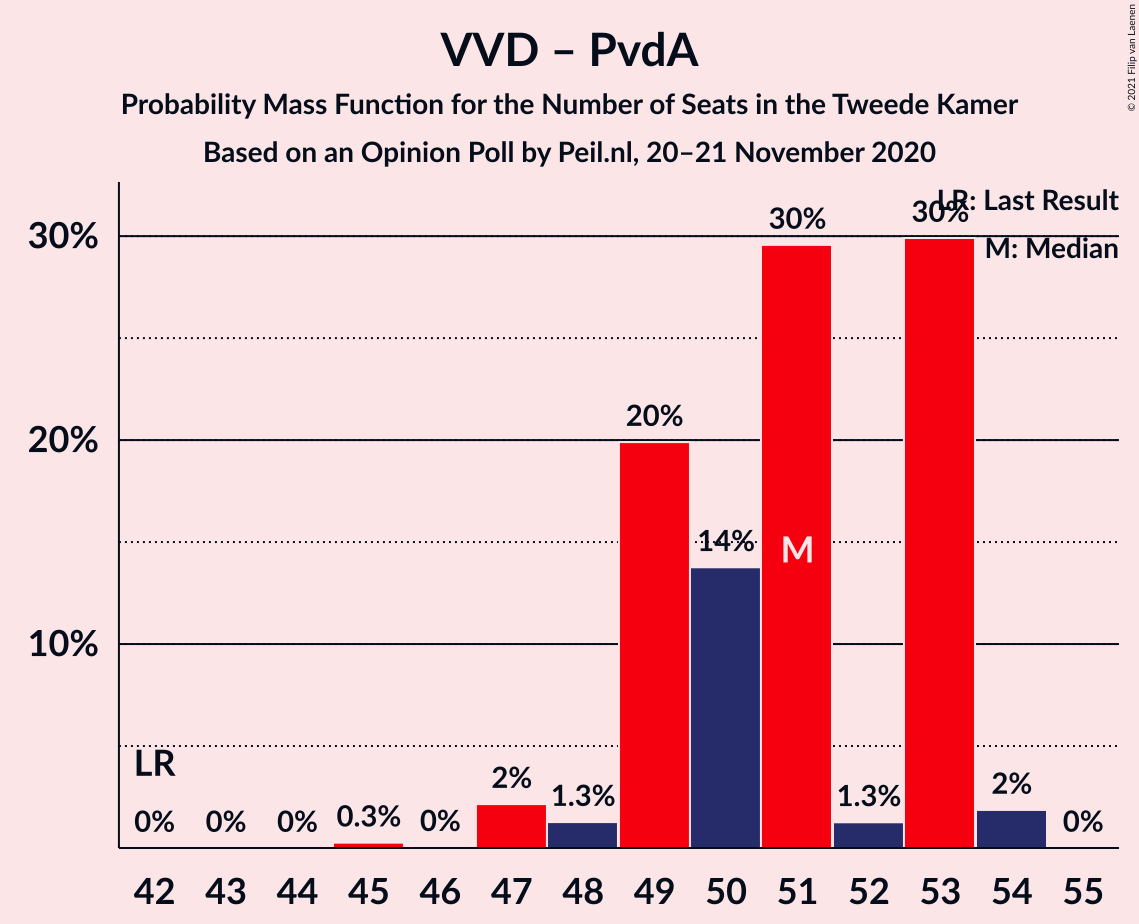 VVD – PvdA
Probability Mass Function for the Number of Seats in the Tweede Kamer
Based on an Opinion Poll by Peil.nl, 20–21 November 2020
© 2021 Filip van Laenen
LR: Last Result
M: Median
30%
20%
10%
LR
0%
0%
0%
0.3%
0%
2%
1.3%
20%
14%
30%
M
1.3%
30%
2%
0%
42 43 44 45 46 47 48 49 50 51 52 53 54 55